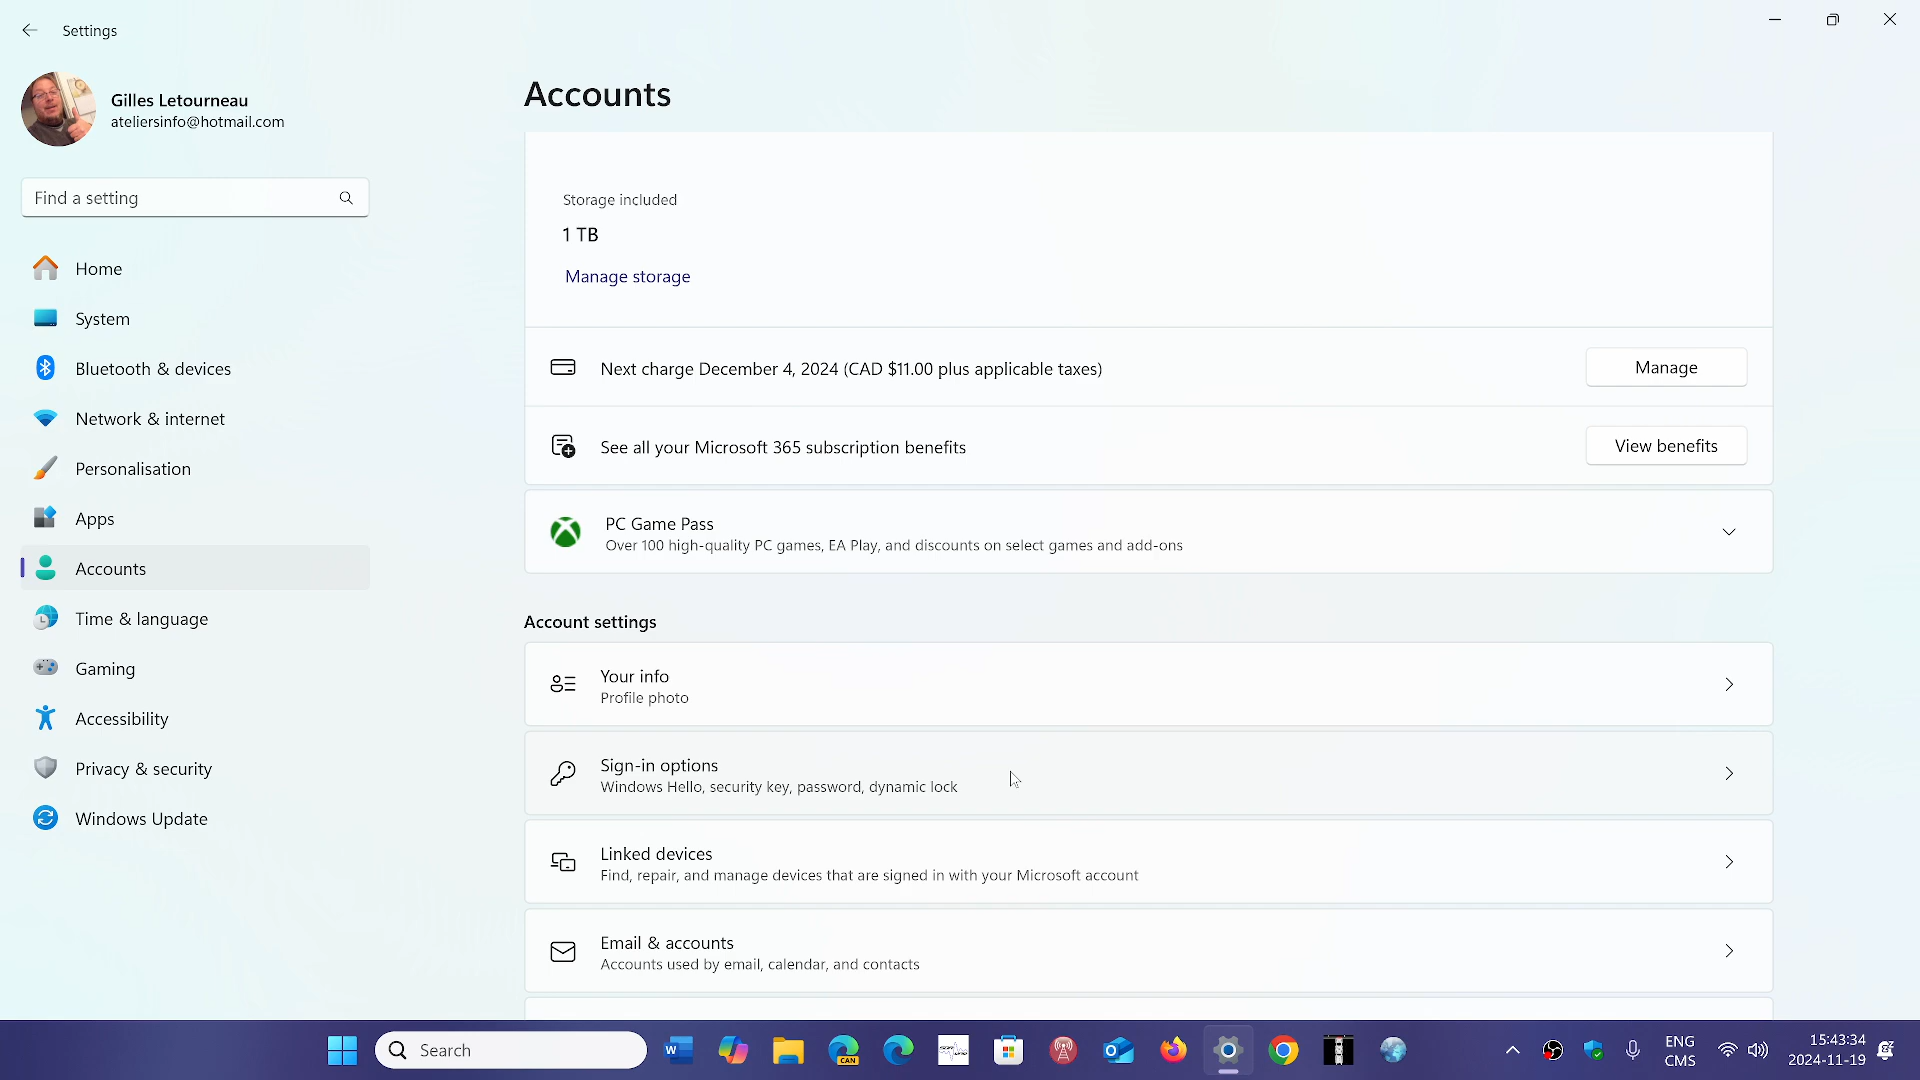 Settings
Gilles Letourneau
ateliersinfo@hotmail.com
Find a setting
Home
System
Bluetooth & devices
Network & internet
Personalisation
Apps
Accounts
Time & language
Gaming
Accessibility
Privacy & security
Windows Update
Accounts
Storage included
1 TB
Manage storage
Next charge December 4, 2024 (CAD $11.00 plus applicable taxes)
Manage
See all your Microsoft 365 subscription benefits
View benefits
PC Game Pass
Over 100 high-quality PC games, EA Play, and discounts on select games and add-ons
Account settings
Your info
Profile photo
Sign-in options
Windows Hello, security key, password, dynamic lock
Linked devices
Find, repair, and manage devices that are signed in with your Microsoft account
Email & accounts
Accounts used by email, calendar, and contacts
Search
CAN
ENG
CMS
15:43:34
2024-11-19